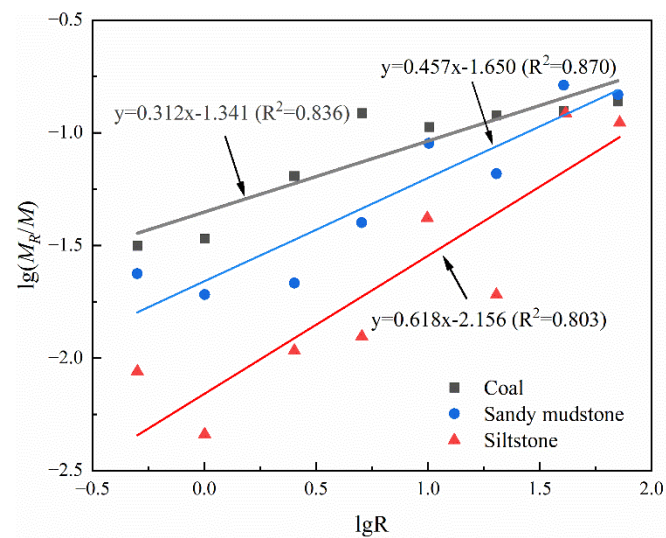 -0.5
y=0.457x-1.650 (R²=0.870)
y=0.312x-1.341 (R²=0.836)
-1.0
lg(M_R/M)
-1.5
y=0.618x-2.156 (R²=0.803)
-2.0
Coal
Sandy mudstone
Siltstone
-2.5
-0.5 0.0 0.5 1.0 1.5 2.0
lgR